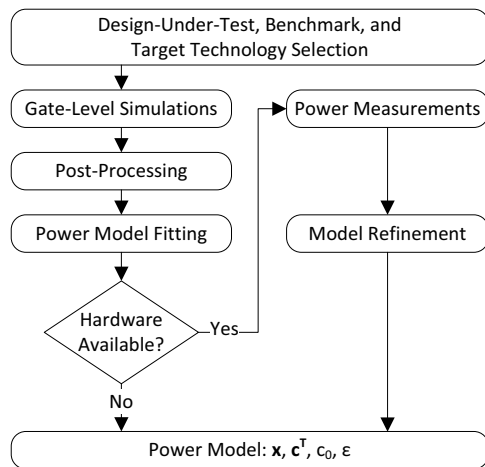 Design-Under-Test, Benchmark, and
Target Technology Selection
Gate-Level Simulations
Post-Processing
Power Model Fitting
Hardware
Available?
Yes
Power Measurements
Model Refinement
No
Power Model: x, cᵀ, c₀, ε